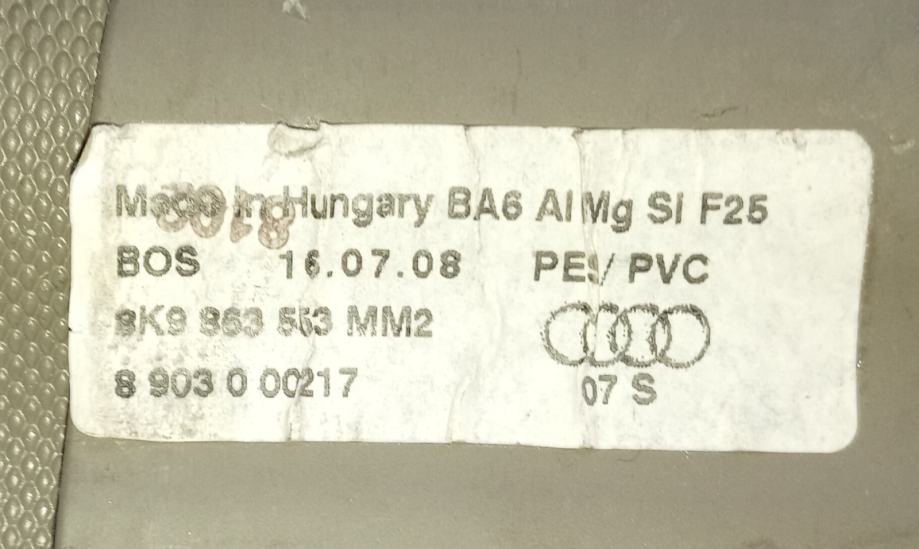 Made in Hungary BA6 Al Mg Si F25
BOS 16.07.08 PES/ PVC
8K9 863 553 MM2
8 903 0 00217
07 S